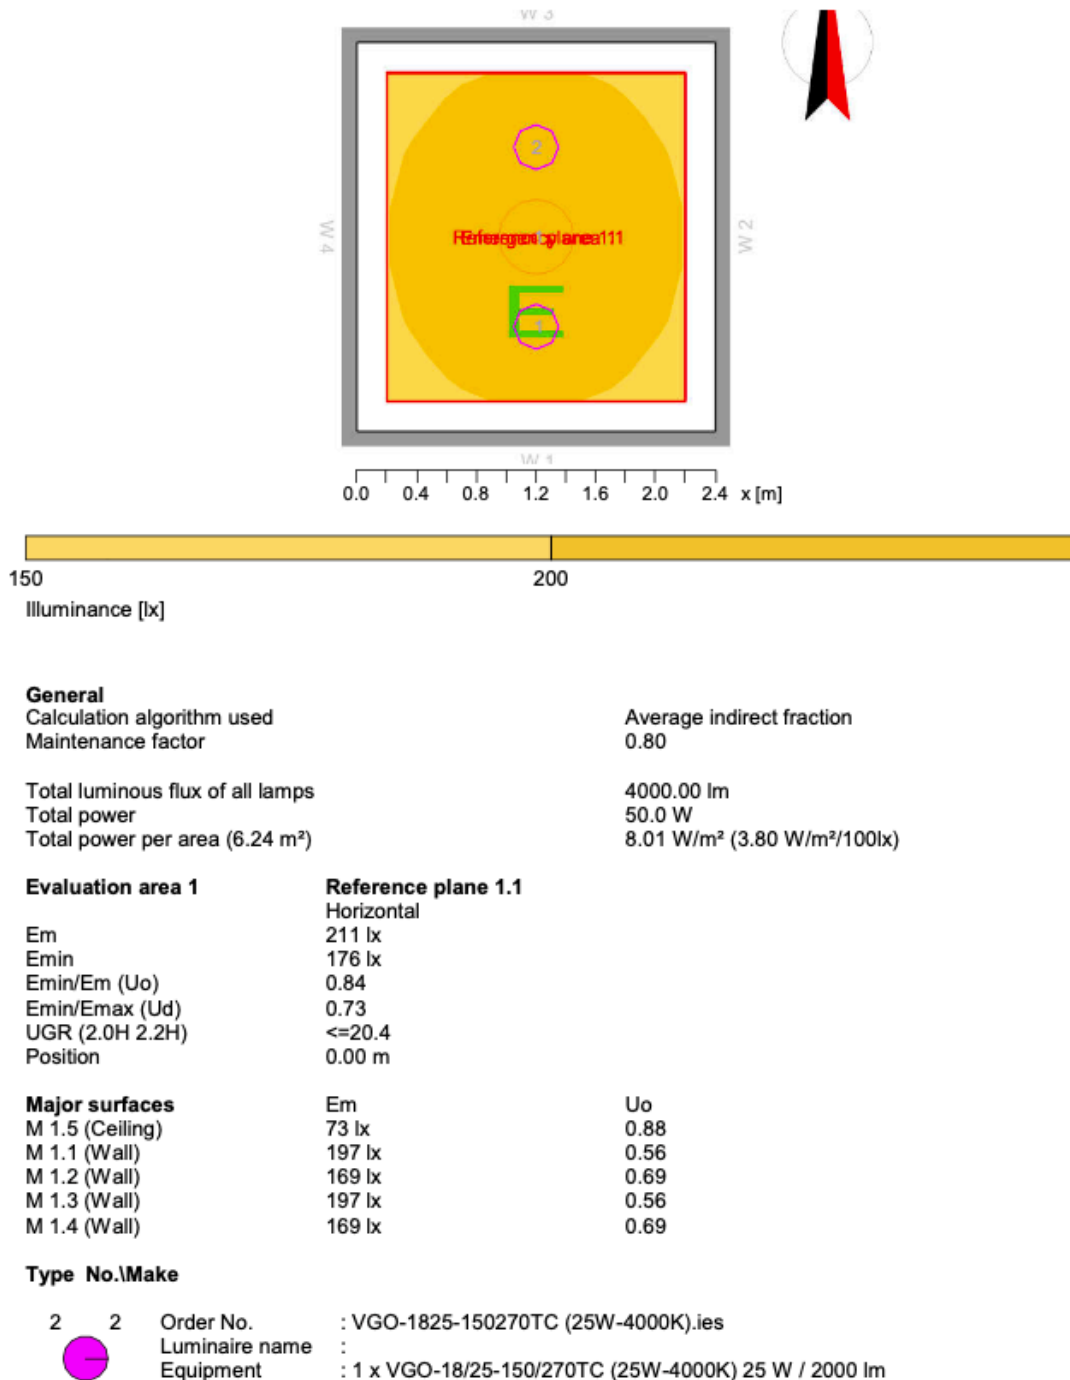 W 3
2
W 4
W 2
1
W 1
0.0 0.4 0.8 1.2 1.6 2.0 2.4 x [m]
150 200
Illuminance [lx]
General
Calculation algorithm used Average indirect fraction
Maintenance factor 0.80
Total luminous flux of all lamps 4000.00 lm
Total power 50.0 W
Total power per area (6.24 m²) 8.01 W/m² (3.80 W/m²/100lx)
Evaluation area 1 Reference plane 1.1
Horizontal
Em 211 lx
Emin 176 lx
Emin/Em (Uo) 0.84
Emin/Emax (Ud) 0.73
UGR (2.0H 2.2H) <=20.4
Position 0.00 m
Major surfaces Em Uo
M 1.5 (Ceiling) 73 lx 0.88
M 1.1 (Wall) 197 lx 0.56
M 1.2 (Wall) 169 lx 0.69
M 1.3 (Wall) 197 lx 0.56
M 1.4 (Wall) 169 lx 0.69
Type No.\Make
2 2 Order No. : VGO-1825-150270TC (25W-4000K).ies
Luminaire name :
Equipment : 1 x VGO-18/25-150/270TC (25W-4000K) 25 W / 2000 lm